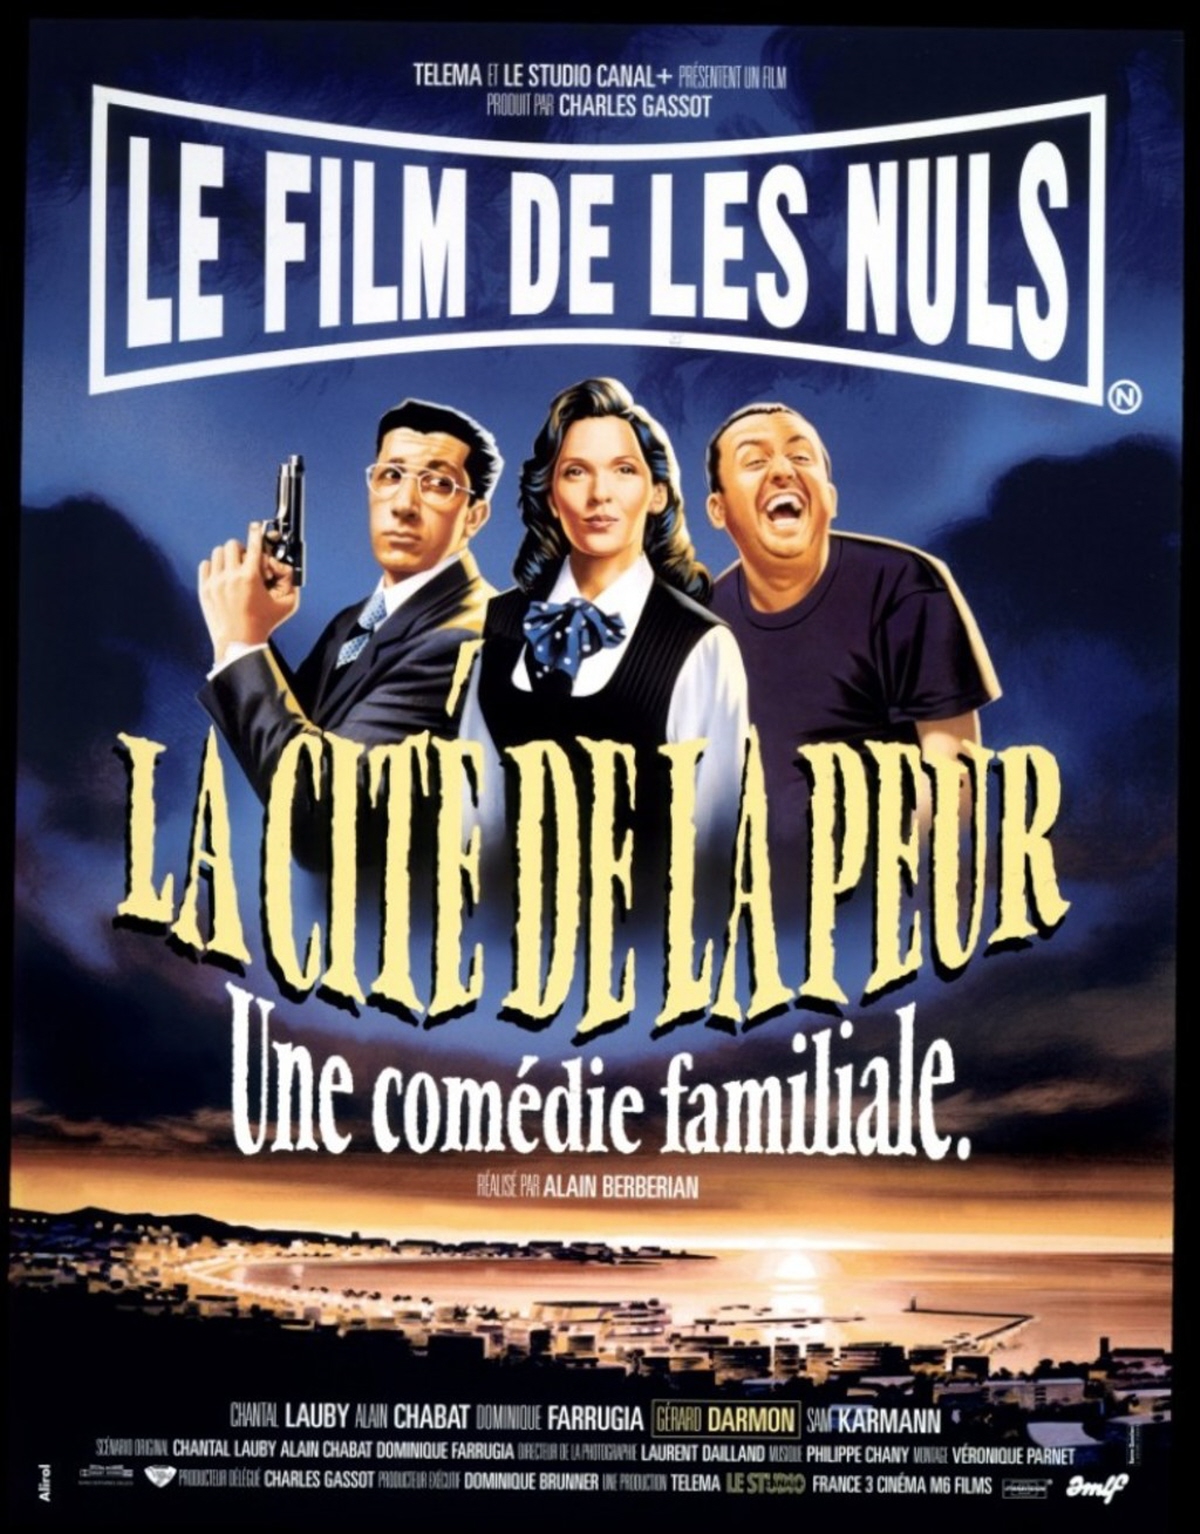 TELEMA ET LE STUDIO CANAL+ PRÉSENTENT UN FILM
PRODUIT PAR CHARLES GASSOT
LE FILM DE LES NULS
N
LA CITE DE LA PEUR
Une comédie familiale.
RÉALISÉ PAR ALAIN BERBERIAN
CHANTAL LAUBY ALAIN CHABAT DOMINIQUE FARRUGIA GÉRARD DARMON SAM KARMANN
SCÉNARIO ORIGINAL CHANTAL LAUBY ALAIN CHABAT DOMINIQUE FARRUGIA DIRECTEUR DE LA PHOTOGRAPHIE LAURENT DAILLAND MUSIQUE PHILIPPE CHANY MONTAGE VÉRONIQUE PARNET
PRODUCTEUR DÉLÉGUÉ CHARLES GASSOT PRODUCTEUR EXÉCUTIF DOMINIQUE BRUNNER UNE PRODUCTION TELEMA LE STUDIO FRANCE 3 CINÉMA M6 FILMS amlf
Alirol